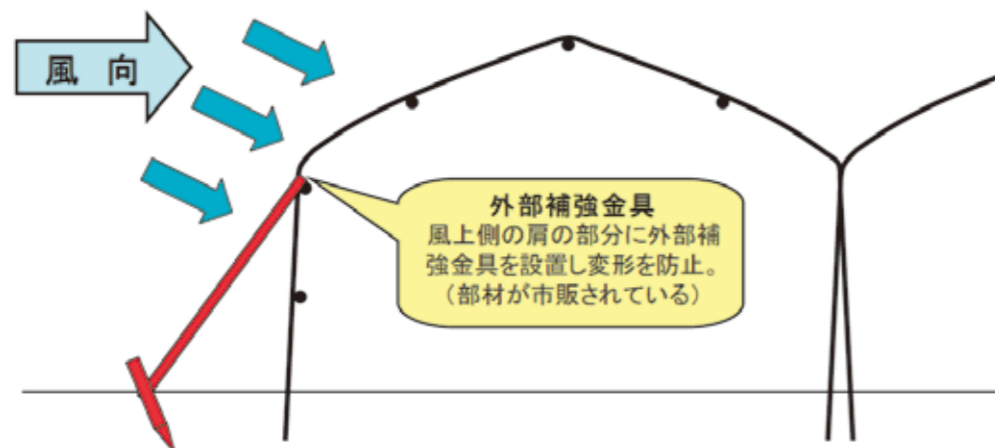 風 向
外部補強金具
風上側の肩の部分に外部補
強金具を設置し変形を防止。
（部材が市販されている）